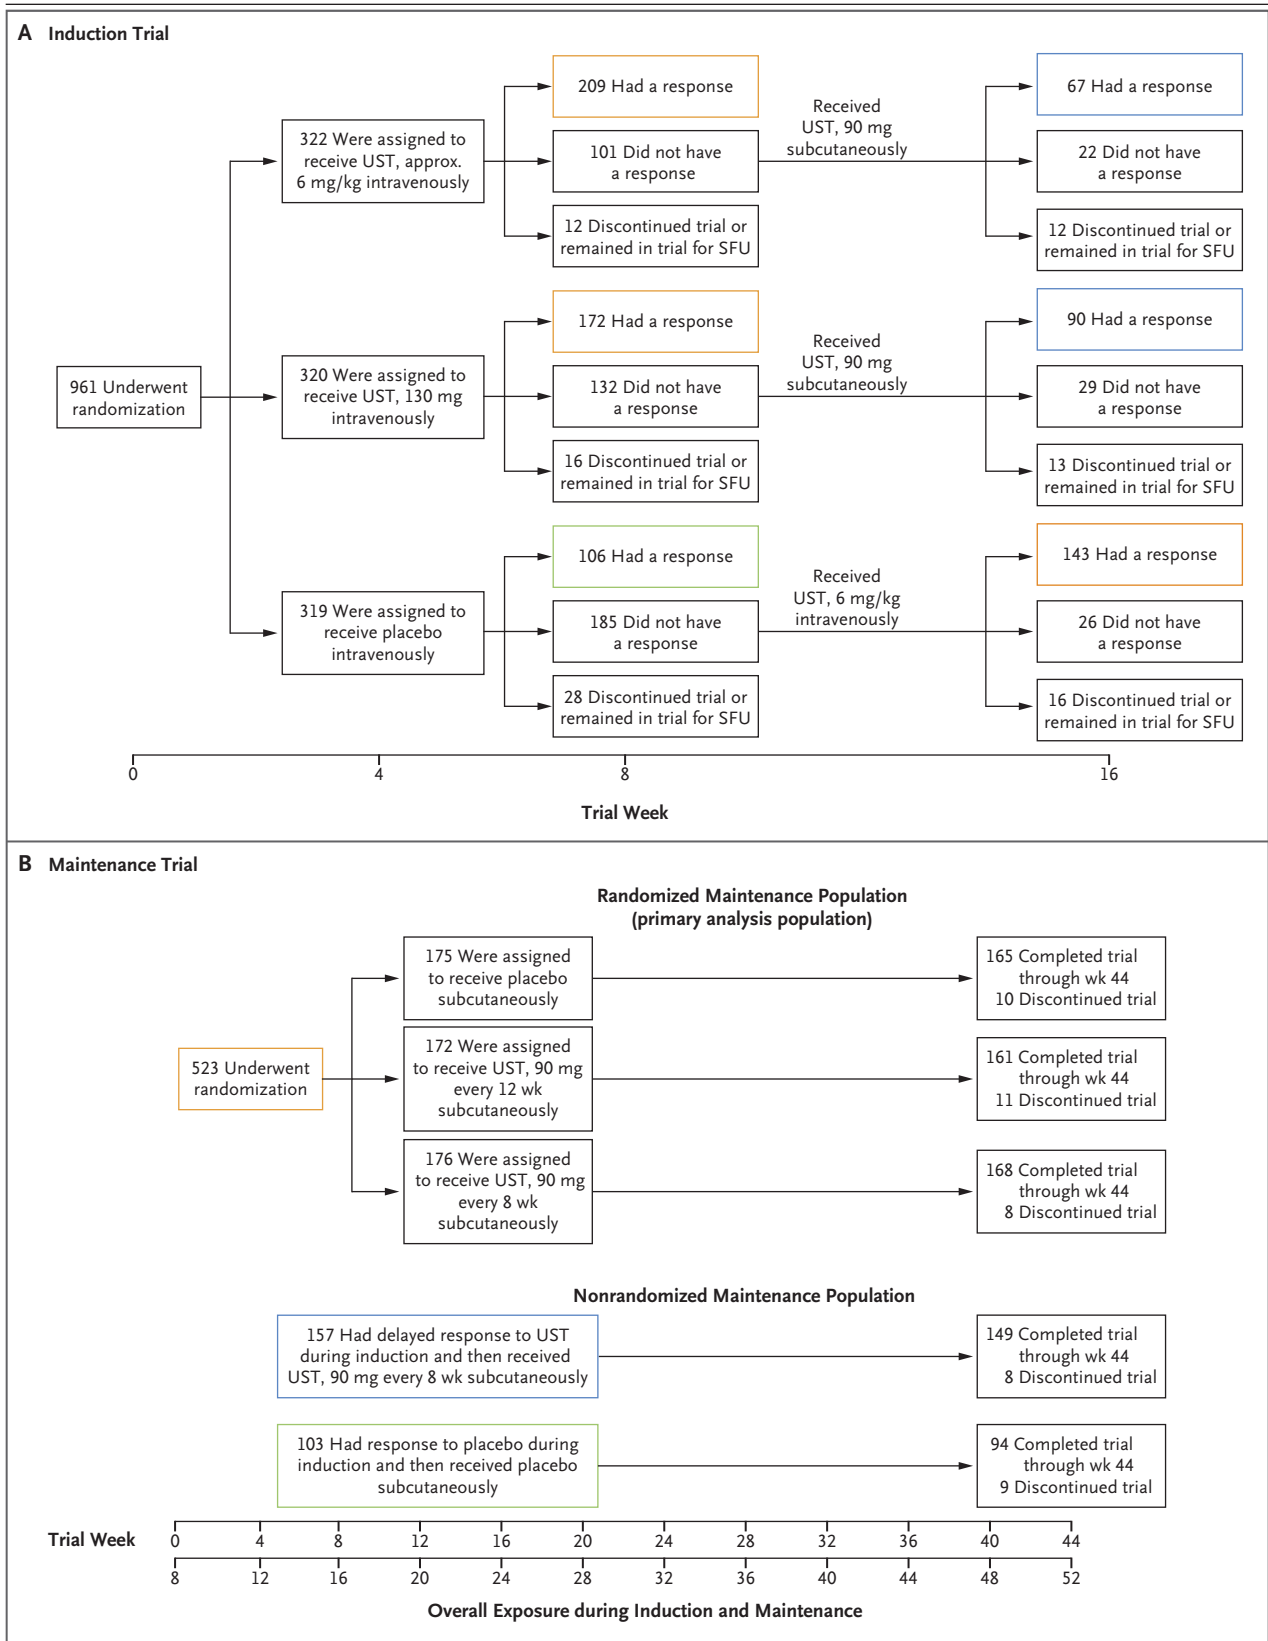 A Induction Trial
961 Underwent
randomization
322 Were assigned to
receive UST, approx.
6 mg/kg intravenously
209 Had a response
101 Did not have
a response
12 Discontinued trial or
remained in trial for SFU
Received
UST, 90 mg
subcutaneously
67 Had a response
22 Did not have
a response
12 Discontinued trial or
remained in trial for SFU
320 Were assigned to
receive UST, 130 mg
intravenously
172 Had a response
132 Did not have
a response
16 Discontinued trial or
remained in trial for SFU
Received
UST, 90 mg
subcutaneously
90 Had a response
29 Did not have
a response
13 Discontinued trial or
remained in trial for SFU
319 Were assigned to
receive placebo
intravenously
106 Had a response
185 Did not have
a response
28 Discontinued trial or
remained in trial for SFU
Received
UST, 6 mg/kg
intravenously
143 Had a response
26 Did not have
a response
16 Discontinued trial or
remained in trial for SFU
0 4 8 16
Trial Week
B Maintenance Trial
Randomized Maintenance Population
(primary analysis population)
523 Underwent
randomization
175 Were assigned
to receive placebo
subcutaneously
165 Completed trial
through wk 44
10 Discontinued trial
172 Were assigned
to receive UST, 90 mg
every 12 wk
subcutaneously
161 Completed trial
through wk 44
11 Discontinued trial
176 Were assigned
to receive UST, 90 mg
every 8 wk
subcutaneously
168 Completed trial
through wk 44
8 Discontinued trial
Nonrandomized Maintenance Population
157 Had delayed response to UST
during induction and then received
UST, 90 mg every 8 wk subcutaneously
149 Completed trial
through wk 44
8 Discontinued trial
103 Had response to placebo during
induction and then received placebo
subcutaneously
94 Completed trial
through wk 44
9 Discontinued trial
Trial Week 0 4 8 12 16 20 24 28 32 36 40 44
8 12 16 20 24 28 32 36 40 44 48 52
Overall Exposure during Induction and Maintenance